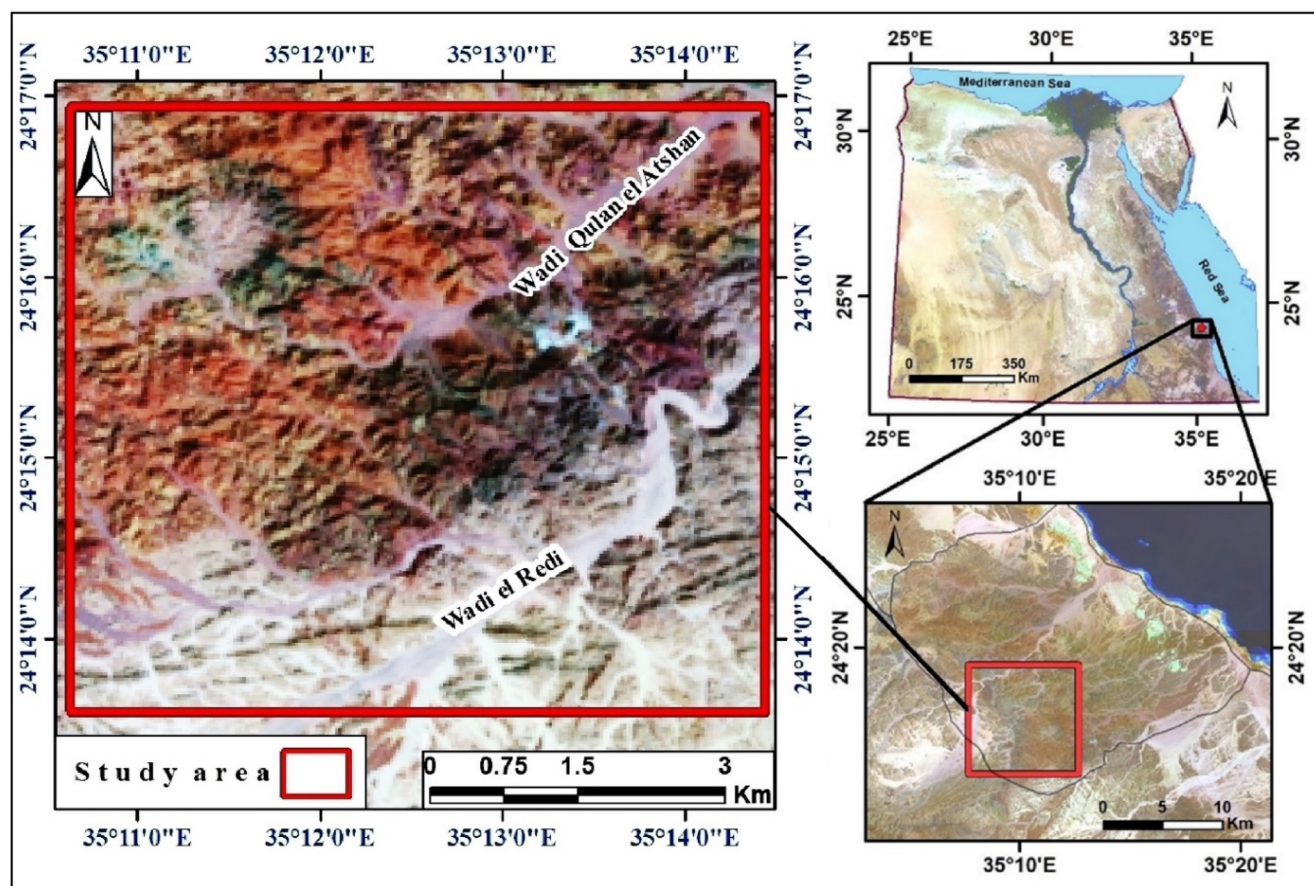 35°11'0"E 35°12'0"E 35°13'0"E 35°14'0"E
24°17'0"N
24°16'0"N
24°15'0"N
24°14'0"N
N
Wadi Qulan el Atshan
Wadi el Redi
24°17'0"N
24°16'0"N
24°15'0"N
24°14'0"N
Study area
0 0.75 1.5 3
Km
35°11'0"E 35°12'0"E 35°13'0"E 35°14'0"E
25°E 30°E 35°E
Mediterranean Sea
N
30°N
30°N
Red Sea
25°N
25°N
0 175 350
Km
25°E 30°E 35°E
35°10'E 35°20'E
N
24°20'N
24°20'N
0 5 10
Km
35°10'E 35°20'E